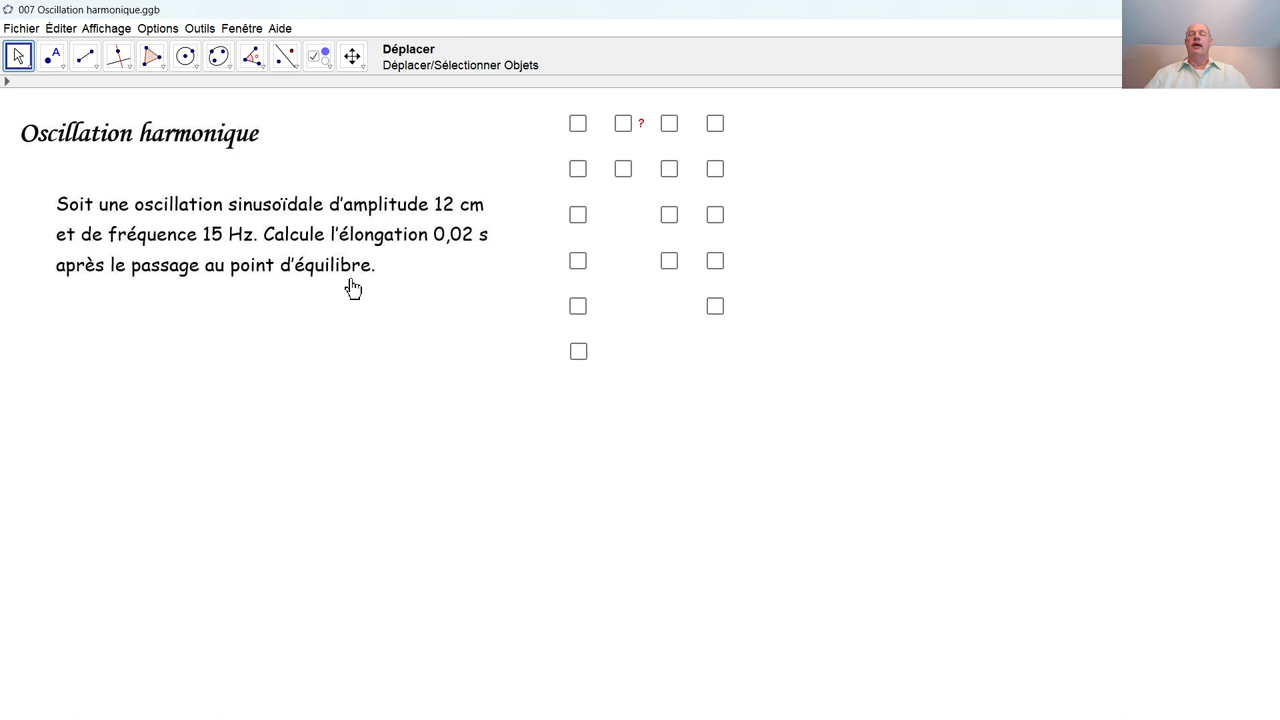 007 Oscillation harmonique.ggb
Fichier Éditer Affichage Options Outils Fenêtre Aide
A
Déplacer
Déplacer/Sélectionner Objets
Oscillation harmonique
?
Soit une oscillation sinusoïdale d'amplitude 12 cm
et de fréquence 15 Hz. Calcule l'élongation 0,02 s
après le passage au point d'équilibre.